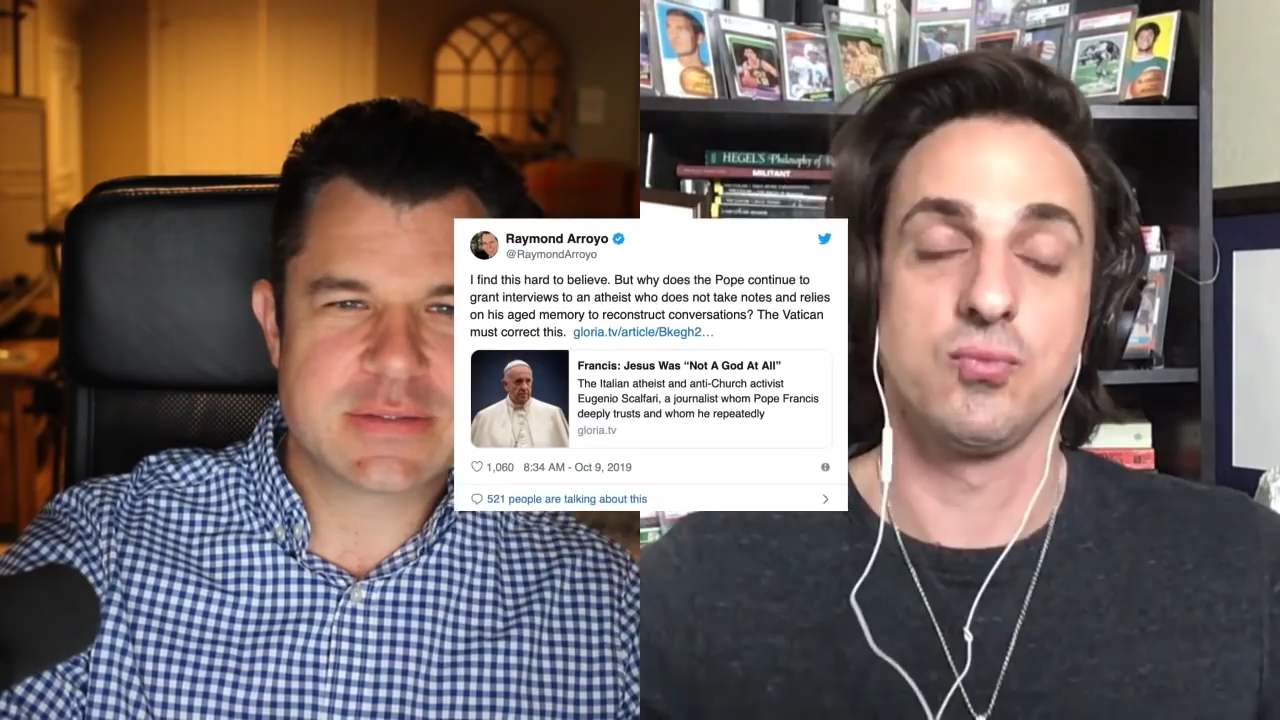 HEGEL'S Philosophy of
MILITANT
Raymond Arroyo
@RaymondArroyo
I find this hard to believe. But why does the Pope continue to
grant interviews to an atheist who does not take notes and relies
on his aged memory to reconstruct conversations? The Vatican
must correct this. gloria.tv/article/Bkegh2…
Francis: Jesus Was “Not A God At All”
The Italian atheist and anti-Church activist
Eugenio Scalfari, a journalist whom Pope Francis
deeply trusts and whom he repeatedly
gloria.tv
1,060 8:34 AM - Oct 9, 2019
521 people are talking about this